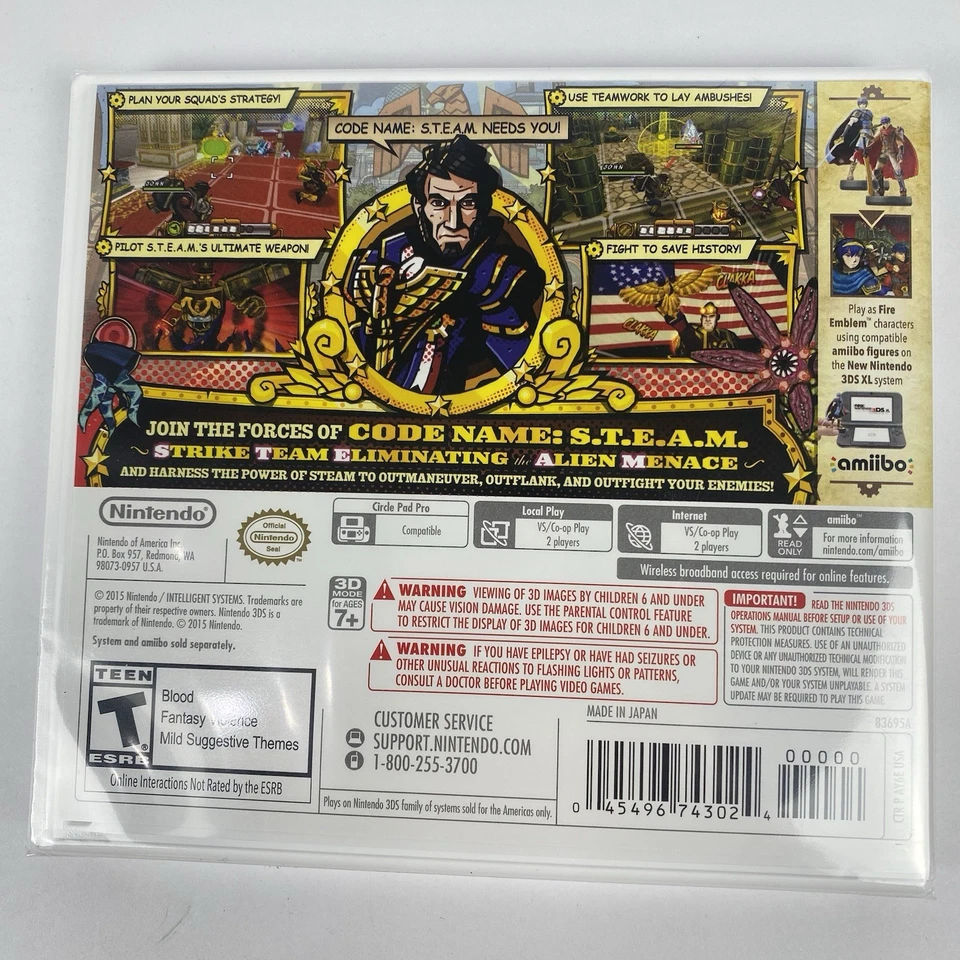 PLAN YOUR SQUAD'S STRATEGY!
CODE NAME: S.T.E.A.M. NEEDS YOU!
USE TEAMWORK TO LAY AMBUSHES!
JOHN
JOHN
PILOT S.T.E.A.M.'S ULTIMATE WEAPON!
FIGHT TO SAVE HISTORY!
CLAKKA
CLAKKA
Play as Fire
Emblem™ characters
using compatible
amiibo figures on
the New Nintendo
3DS XL system
amiibo
JOIN THE FORCES OF CODE NAME: S.T.E.A.M.
STRIKE TEAM ELIMINATING the ALIEN MENACE
AND HARNESS THE POWER OF STEAM TO OUTMANEUVER, OUTFLANK, AND OUTFIGHT YOUR ENEMIES!
Nintendo
Nintendo of America Inc.
P.O. Box 957, Redmond, WA
98073-0957 U.S.A.
Official
Nintendo
Seal
Circle Pad Pro
Compatible
Local Play
VS/Co-op Play
2 players
Internet
VS/Co-op Play
2 players
amiibo™
READ
ONLY
For more information
nintendo.com/amiibo
Wireless broadband access required for online features.
© 2015 Nintendo / INTELLIGENT SYSTEMS. Trademarks are
property of their respective owners. Nintendo 3DS is a
trademark of Nintendo. © 2015 Nintendo.
System and amiibo sold separately.
3D
MODE
for AGES
7+
WARNING VIEWING OF 3D IMAGES BY CHILDREN 6 AND UNDER
MAY CAUSE VISION DAMAGE. USE THE PARENTAL CONTROL FEATURE
TO RESTRICT THE DISPLAY OF 3D IMAGES FOR CHILDREN 6 AND UNDER.
WARNING IF YOU HAVE EPILEPSY OR HAVE HAD SEIZURES OR
OTHER UNUSUAL REACTIONS TO FLASHING LIGHTS OR PATTERNS,
CONSULT A DOCTOR BEFORE PLAYING VIDEO GAMES.
IMPORTANT! READ THE NINTENDO 3DS
OPERATIONS MANUAL BEFORE SETUP OR USE OF YOUR
SYSTEM. THIS PRODUCT CONTAINS TECHNICAL
PROTECTION MEASURES. USE OF AN UNAUTHORIZED
DEVICE OR ANY UNAUTHORIZED TECHNICAL MODIFICATION
TO YOUR NINTENDO 3DS SYSTEM, WILL RENDER THIS
GAME AND/OR YOUR SYSTEM UNPLAYABLE. A SYSTEM
UPDATE MAY BE REQUIRED TO PLAY THIS GAME.
TEEN
T
ESRB
Blood
Fantasy Violence
Mild Suggestive Themes
Online Interactions Not Rated by the ESRB
CUSTOMER SERVICE
SUPPORT.NINTENDO.COM
1-800-255-3700
Plays on Nintendo 3DS family of systems sold for the Americas only.
MADE IN JAPAN
83695A
00000
0 45496 74302 4
CTR P AY6E USA